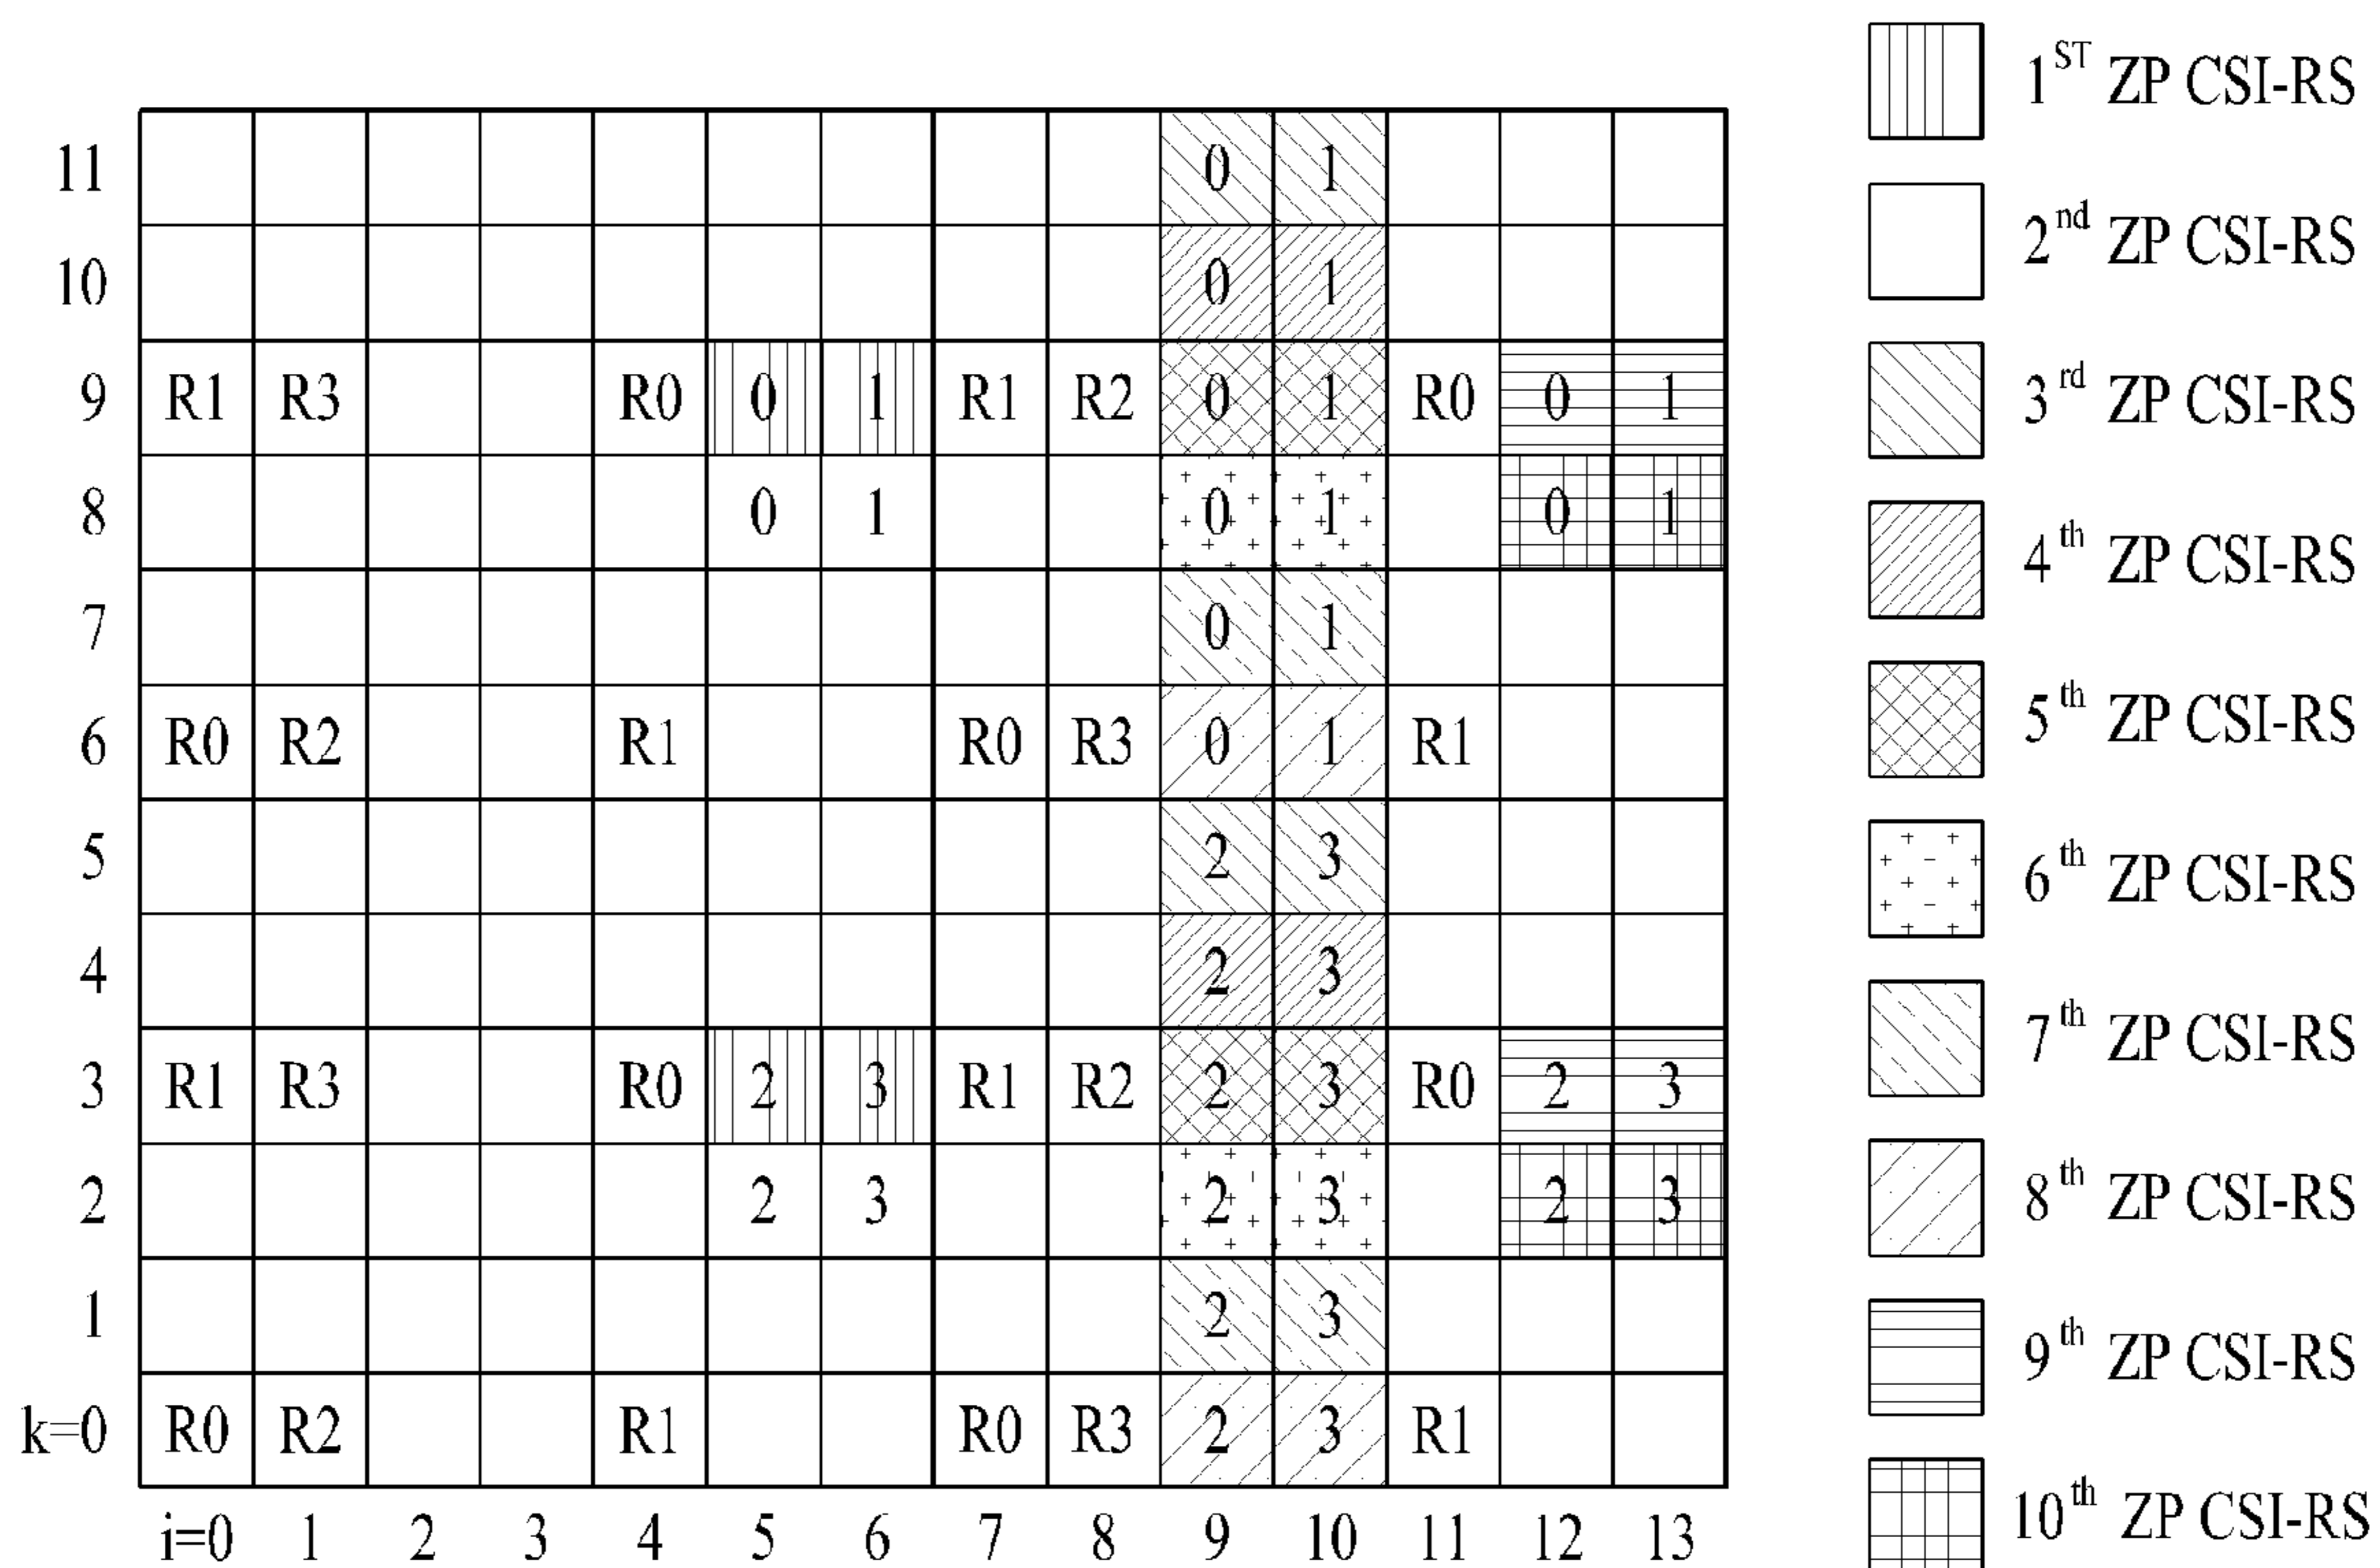 11 0 1
10 0 1
9 R1 R3 R0 0 1 R1 R2 0 1 R0 0 1
8 0 1 0 1 0 1
7 0 1
6 R0 R2 R1 R0 R3 0 1 R1
5 2 3
4 2 3
3 R1 R3 R0 2 3 R1 R2 2 3 R0 2 3
2 2 3 2 3 2 3
1 2 3
k=0 R0 R2 R1 R0 R3 2 3 R1
i=0 1 2 3 4 5 6 7 8 9 10 11 12 13
1ST ZP CSI-RS
2nd ZP CSI-RS
3rd ZP CSI-RS
4th ZP CSI-RS
5th ZP CSI-RS
6th ZP CSI-RS
7th ZP CSI-RS
8th ZP CSI-RS
9th ZP CSI-RS
10th ZP CSI-RS